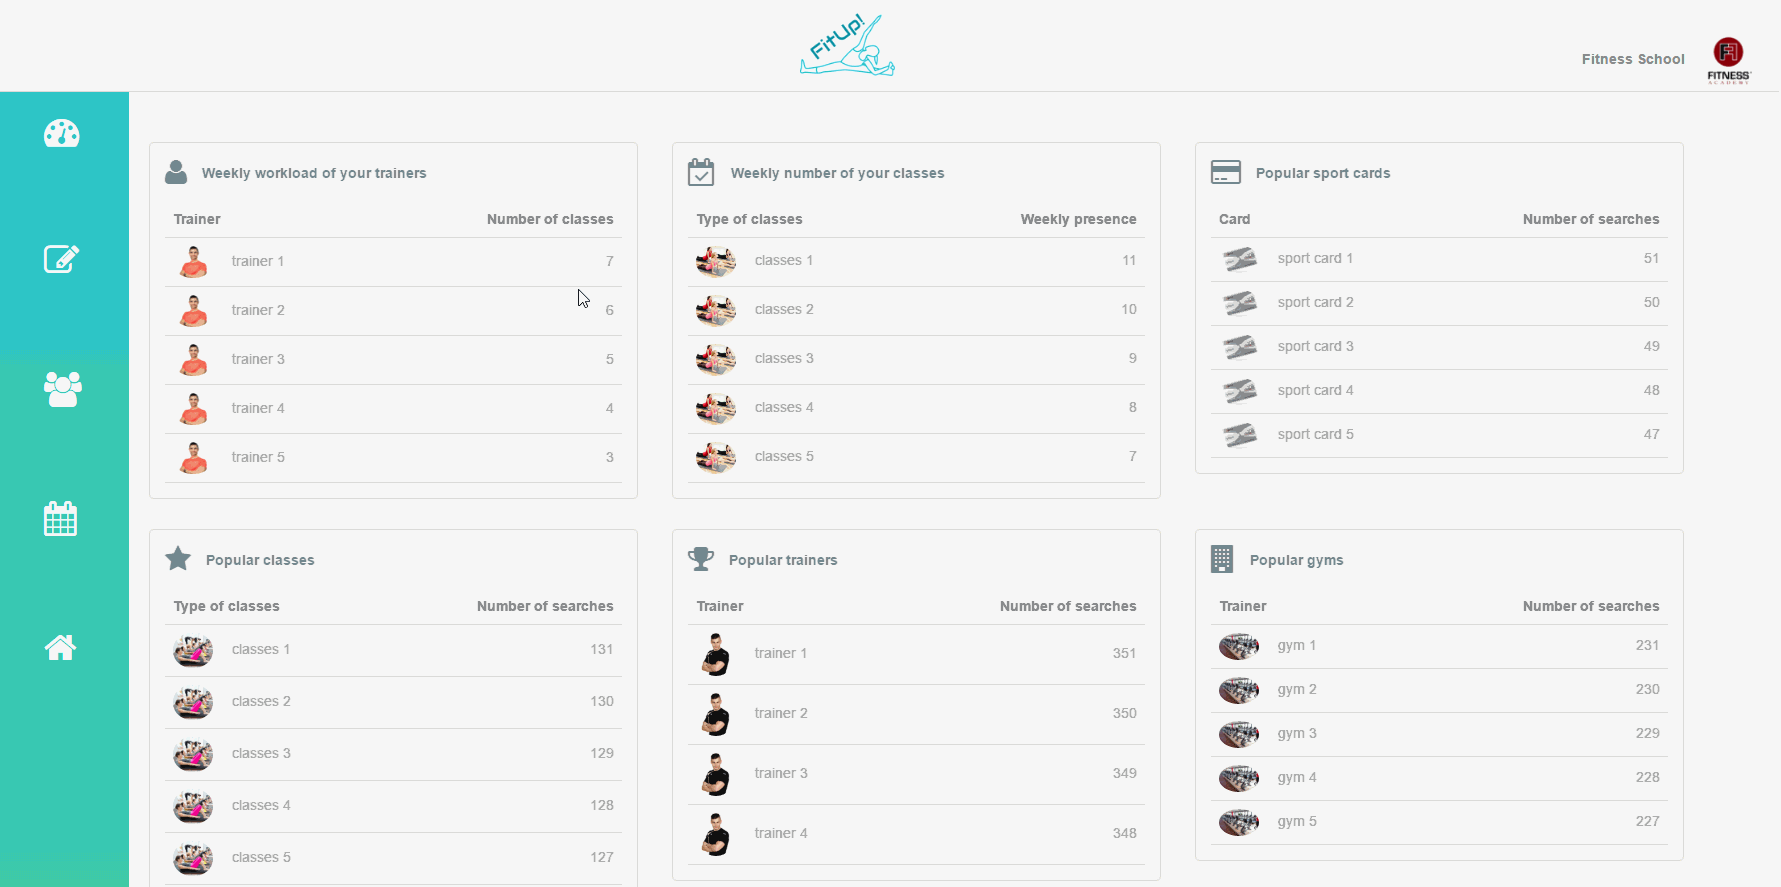 FitUp!
Fitness School
FITNESS
ACADEMY
Weekly workload of your trainers
Trainer Number of classes
trainer 1 7
trainer 2 6
trainer 3 5
trainer 4 4
trainer 5 3
Weekly number of your classes
Type of classes Weekly presence
classes 1 11
classes 2 10
classes 3 9
classes 4 8
classes 5 7
Popular sport cards
Card Number of searches
sport card 1 51
sport card 2 50
sport card 3 49
sport card 4 48
sport card 5 47
Popular classes
Type of classes Number of searches
classes 1 131
classes 2 130
classes 3 129
classes 4 128
classes 5 127
Popular trainers
Trainer Number of searches
trainer 1 351
trainer 2 350
trainer 3 349
trainer 4 348
Popular gyms
Trainer Number of searches
gym 1 231
gym 2 230
gym 3 229
gym 4 228
gym 5 227